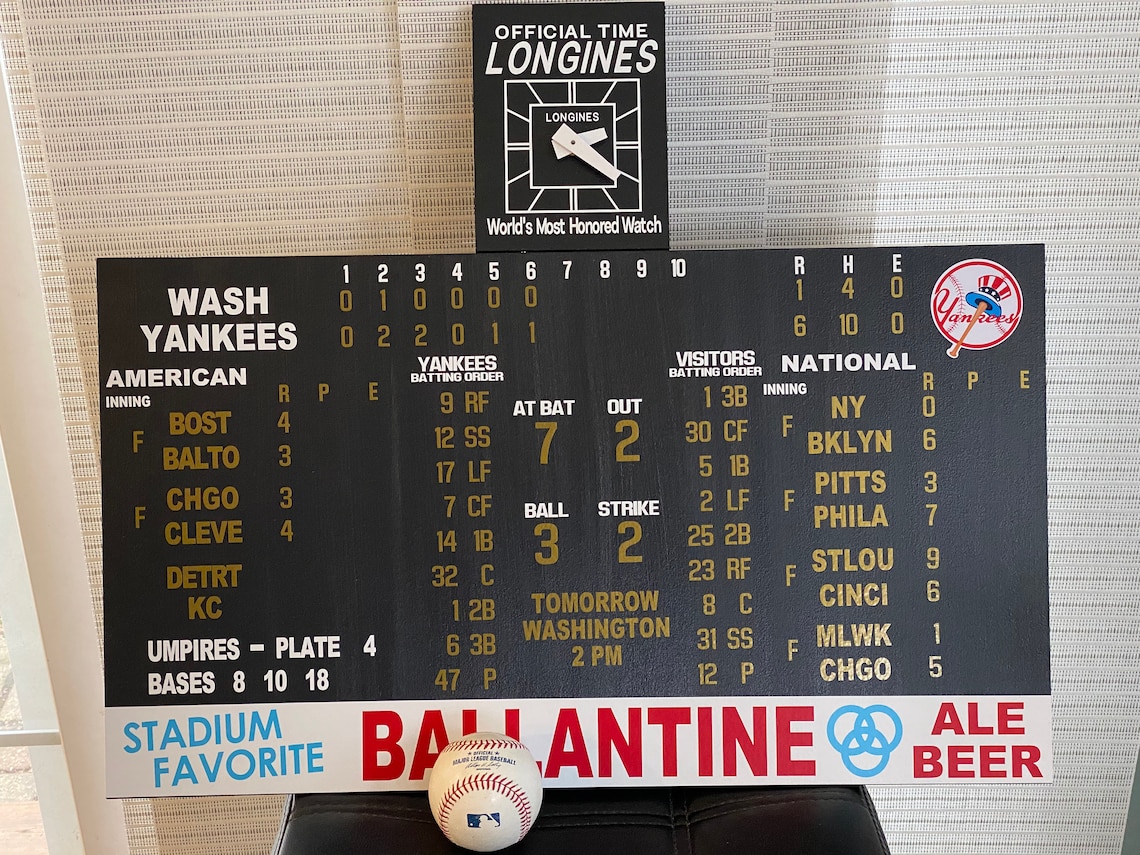 OFFICIAL TIME
LONGINES
LONGINES
World's Most Honored Watch
1 2 3 4 5 6 7 8 9 10 R H E
WASH 0 1 0 0 0 0 1 4 0
YANKEES 0 2 2 0 1 1 6 10 0
Yankees
AMERICAN
INNING R P E
F
BOST 4
BALTO 3
F
CHGO 3
CLEVE 4
DETRT
KC
UMPIRES - PLATE 4
BASES 8 10 18
YANKEES
BATTING ORDER
9 RF
12 SS
17 LF
7 CF
14 1B
32 C
1 2B
6 3B
47 P
AT BAT OUT
7 2
BALL STRIKE
3 2
TOMORROW
WASHINGTON
2 PM
VISITORS
BATTING ORDER
1 3B
30 CF
5 1B
2 LF
25 2B
23 RF
8 C
31 SS
12 P
NATIONAL
INNING R P E
F
NY 0
BKLYN 6
F
PITTS 3
PHILA 7
F
STLOU 9
CINCI 6
F
MLWK 1
CHGO 5
STADIUM
FAVORITE
BALLANTINE
ALE
BEER
OFFICIAL
MAJOR LEAGUE BASEBALL